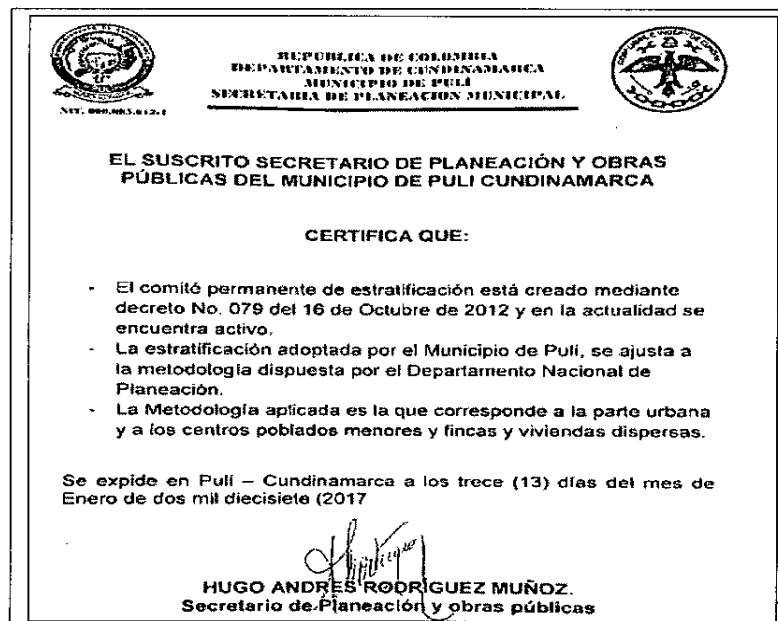 REPUBLICA DE COLOMBIA
DEPARTAMENTO DE CUNDINAMARCA
MUNICIPIO DE PULÍ
SECRETARIA DE PLANEACION MUNICIPAL
NIT.
EL SUSCRITO SECRETARIO DE PLANEACIÓN Y OBRAS
PÚBLICAS DEL MUNICIPIO DE PULI CUNDINAMARCA
CERTIFICA QUE:
- El comité permanente de estratificación está creado mediante
decreto No. 079 del 16 de Octubre de 2012 y en la actualidad se
encuentra activo.
- La estratificación adoptada por el Municipio de Pulí, se ajusta a
la metodología dispuesta por el Departamento Nacional de
Planeación.
- La Metodología aplicada es la que corresponde a la parte urbana
y a los centros poblados menores y fincas y viviendas dispersas.
Se expide en Pulí – Cundinamarca a los trece (13) días del mes de
Enero de dos mil diecisiete (2017
HUGO ANDRES RODRIGUEZ MUÑOZ.
Secretario de Planeación y obras públicas